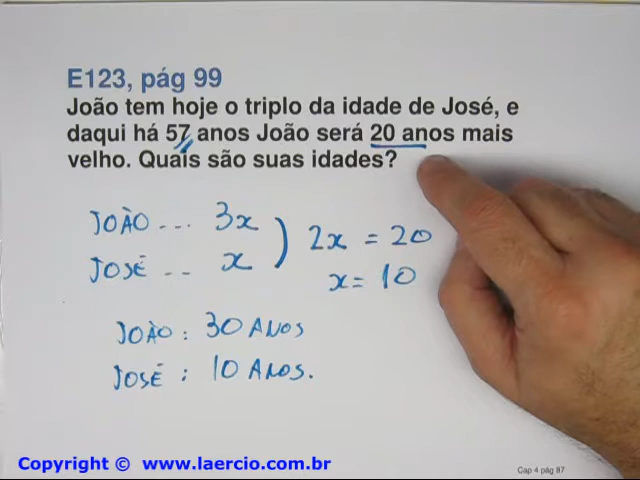 E123, pág 99
João tem hoje o triplo da idade de José, e
daqui há 57 anos João será 20 anos mais
velho. Quais são suas idades?
JOÃO ... 3x ) 2x = 20
JOSÉ .. x x = 10
JOÃO : 30 ANOS
JOSÉ : 10 ANOS.
Copyright © www.laercio.com.br
Cap 4 pág 87